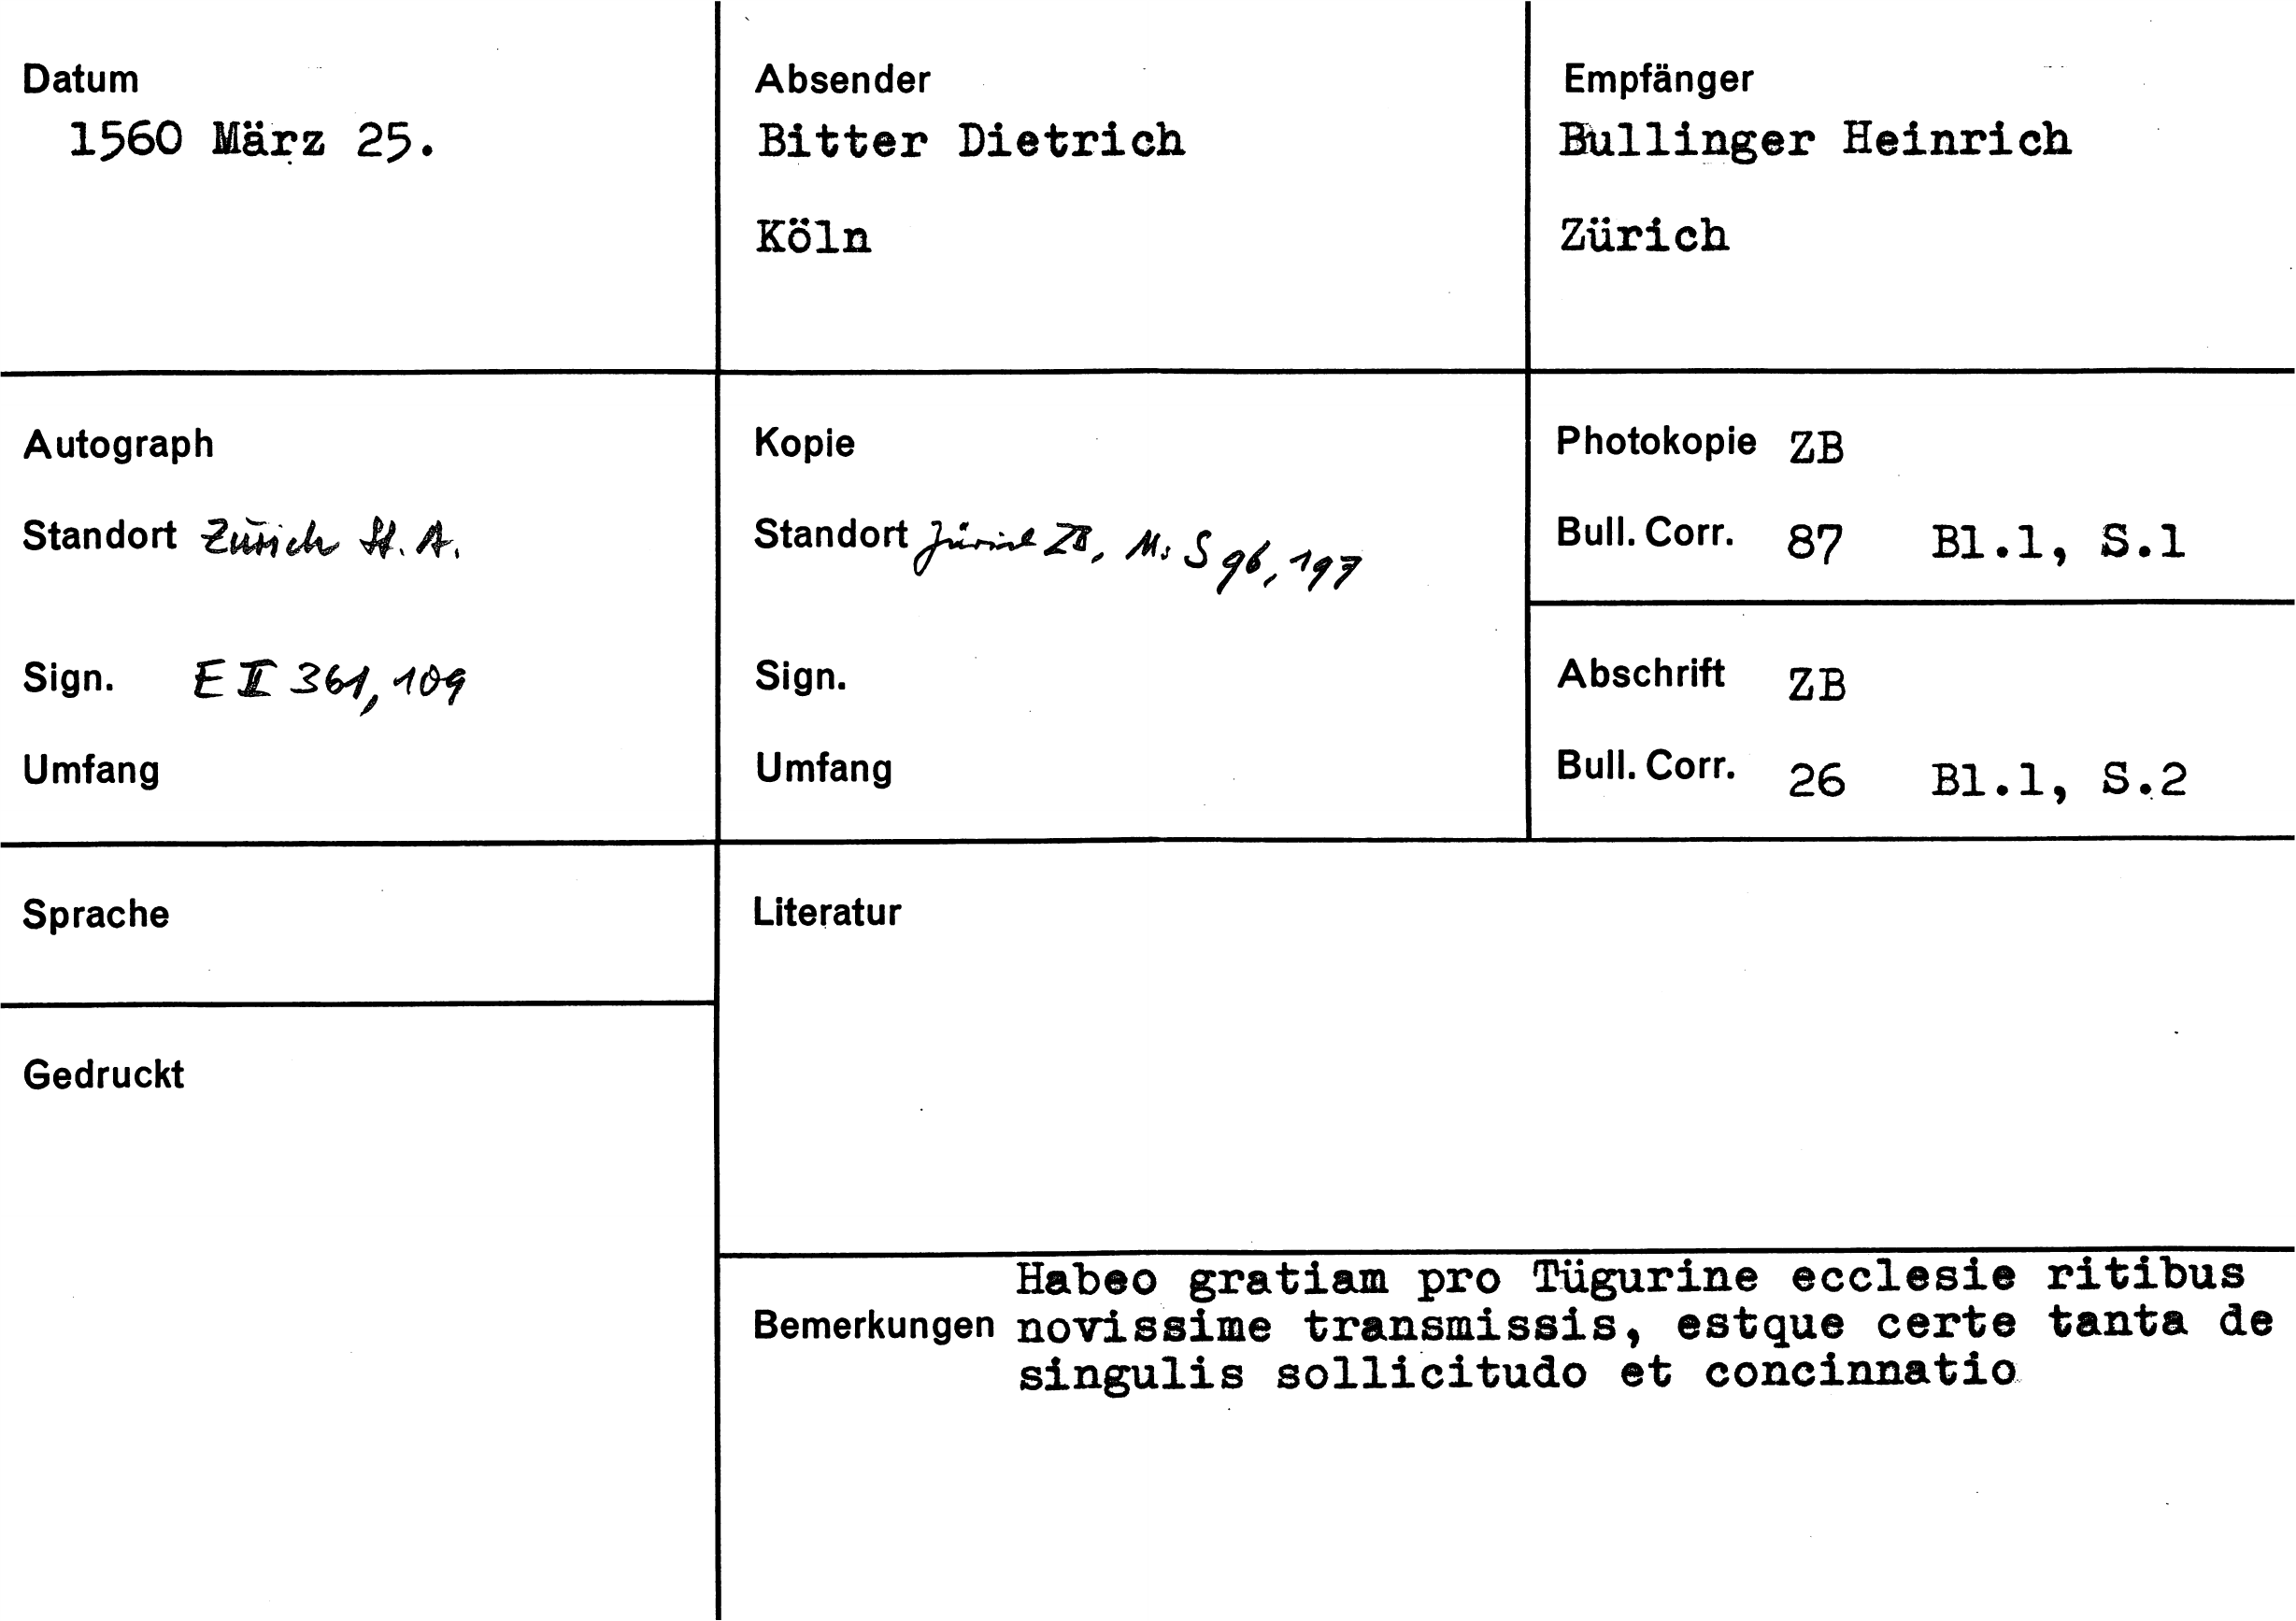 Datum
1560 März 25.
Absender
Bitter Dietrich
Köln
Empfänger
Bullinger Heinrich
Zürich
Autograph
Standort Zürich St. A.
Sign. E II 361, 109
Umfang
Kopie
Standort Zürich ZB, Ms S 96, 197
Sign.
Umfang
Photokopie ZB
Bull. Corr. 87 Bl.1, S.1
Abschrift ZB
Bull. Corr. 26 Bl.1, S.2
Sprache
Literatur
Gedruckt
Bemerkungen
Habeo gratiam pro Tügurine ecclesie ritibus
novissime transmissis, estque certe tanta de
singulis sollicitudo et concinnatio